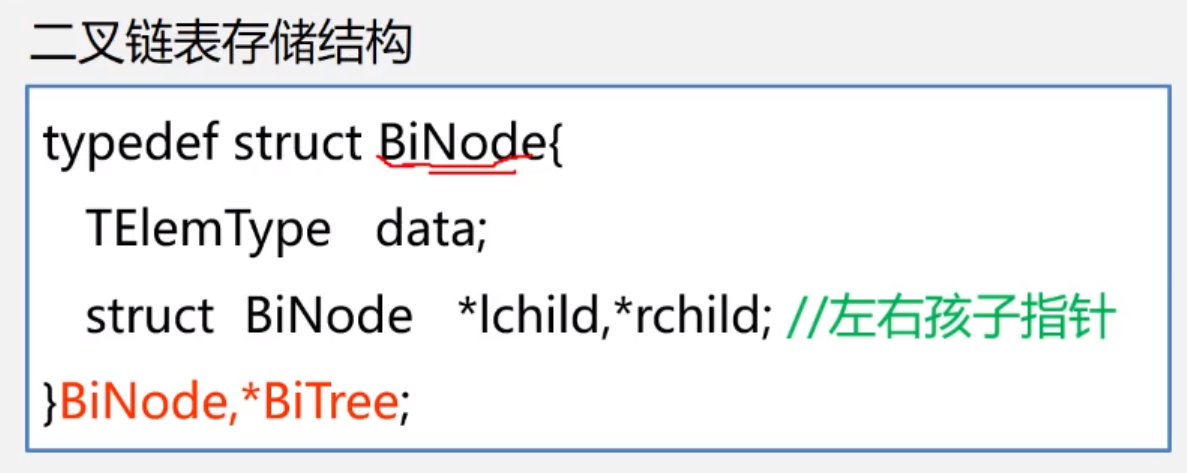 二叉链表存储结构
typedef struct BiNode{
TElemType data;
struct BiNode *lchild,*rchild; //左右孩子指针
}BiNode,*BiTree;